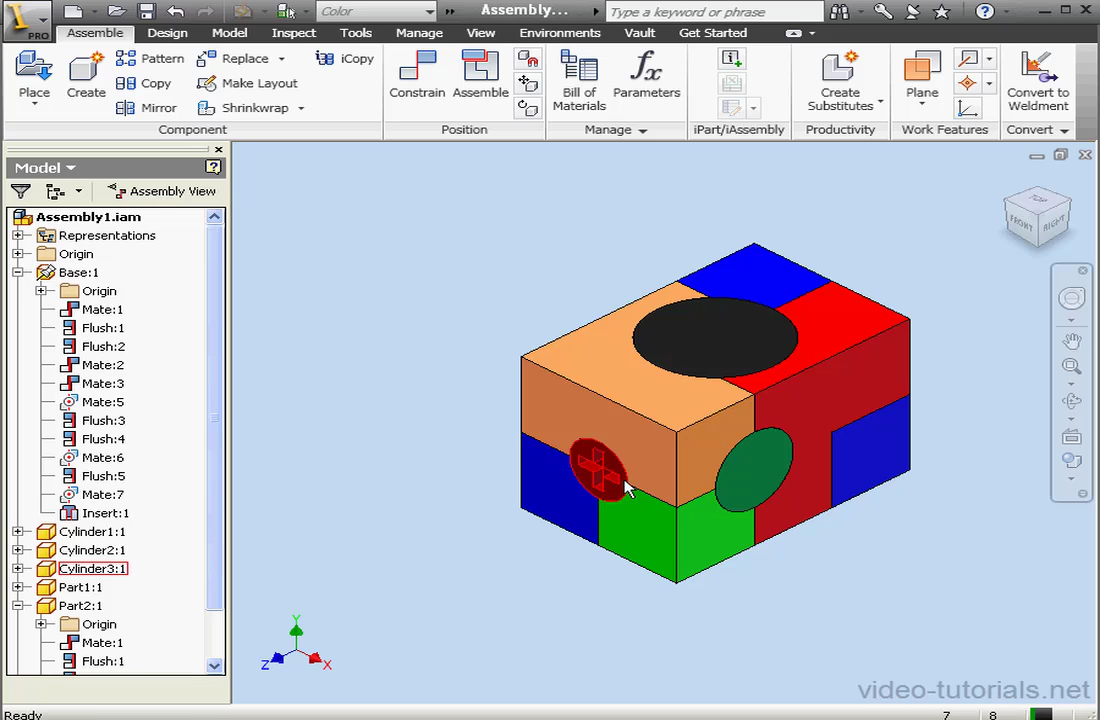 PRO
Color
Assembly...
Type a keyword or phrase
Assemble Design Model Inspect Tools Manage View Environments Vault Get Started
Place
Create
Pattern
Copy
Mirror
Replace
Make Layout
Shrinkwrap
iCopy
Component
Constrain
Assemble
Position
Bill of
Materials
fx
Parameters
Manage
iPart/iAssembly
Create
Substitutes
Productivity
Plane
Work Features
Convert to
Weldment
Convert
Model
Assembly View
Assembly1.iam
Representations
Origin
Base:1
Origin
Mate:1
Flush:1
Flush:2
Mate:2
Mate:3
Mate:5
Flush:3
Flush:4
Mate:6
Flush:5
Mate:7
Insert:1
Cylinder1:1
Cylinder2:1
Cylinder3:1
Part1:1
Part2:1
Origin
Mate:1
Flush:1
TOP
FRONT
RIGHT
Y
Z
X
video-tutorials.net
Ready
7
8